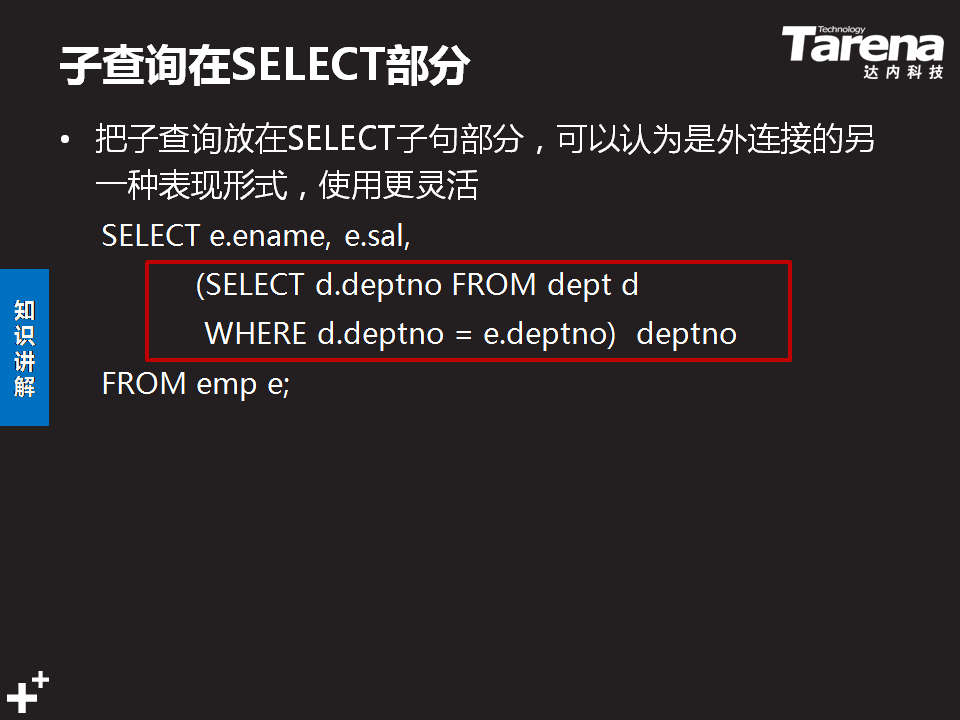 子查询在SELECT部分
Technology
Tarena
达内科技
• 把子查询放在SELECT子句部分，可以认为是外连接的另
一种表现形式，使用更灵活
SELECT e.ename, e.sal,
(SELECT d.deptno FROM dept d
WHERE d.deptno = e.deptno) deptno
FROM emp e;
知
识
讲
解